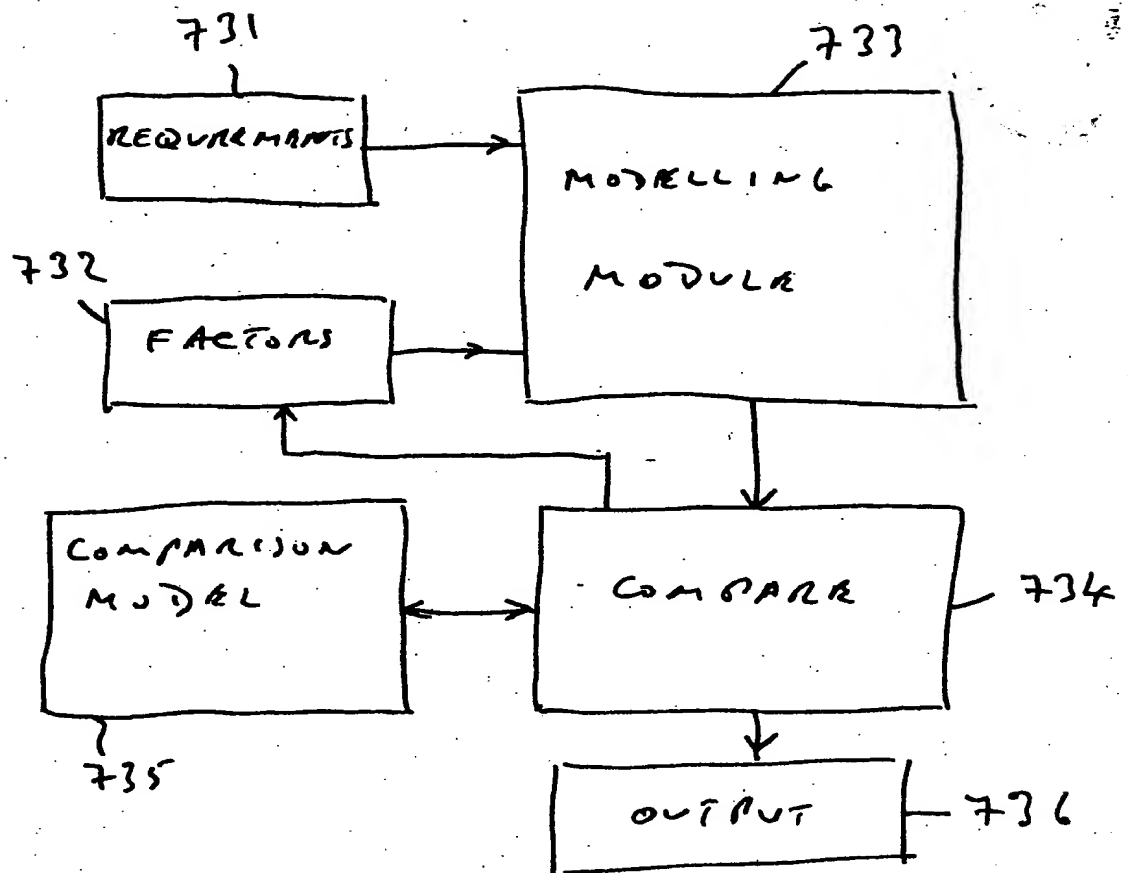 731
733
REQUREMANTS
MODELLING
MODULE
732
FACTORS
COMPARISON
MODEL
COMPARE
734
735
OUTPUT
736